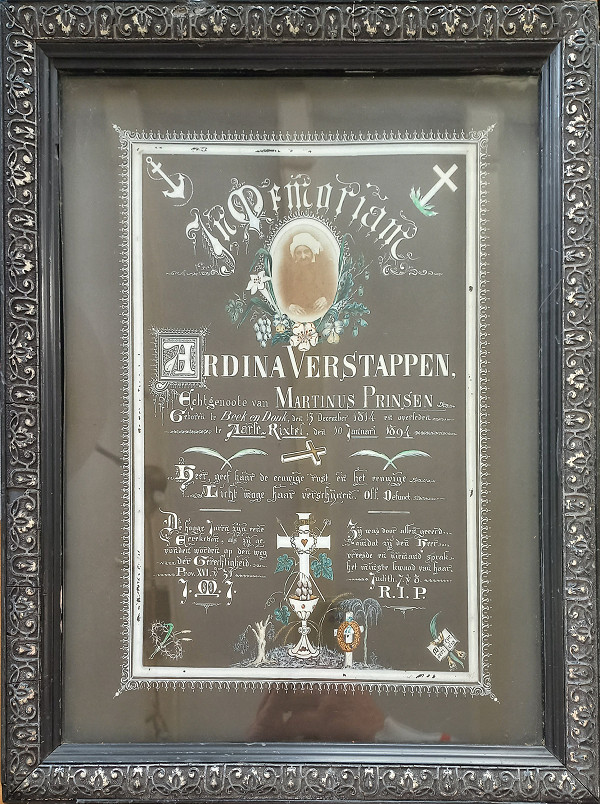 In Memoriam
ARDINA VERSTAPPEN,
Echtgenoote van MARTINUS PRINSEN
Geboren te Beek en Donk, den 13 December 1814 en overleden
te Aarle-Rixtel, den 30 Januari 1894
Heer, geef haar de eeuwige rust en het eeuwige
Licht moge haar verschijnen. Off. Defunct.
De hooge Jaren zijn eene
Eerekroon, als zij ge-
vonden worden op den weg
der Gerechtigheid.
Prov. XVI. v 31
Zij was door allen geeerd
omdat zij den Heer
vreesde en niemand sprak
het minste kwaad van haar.
Judith. 7 8
R.I.P.